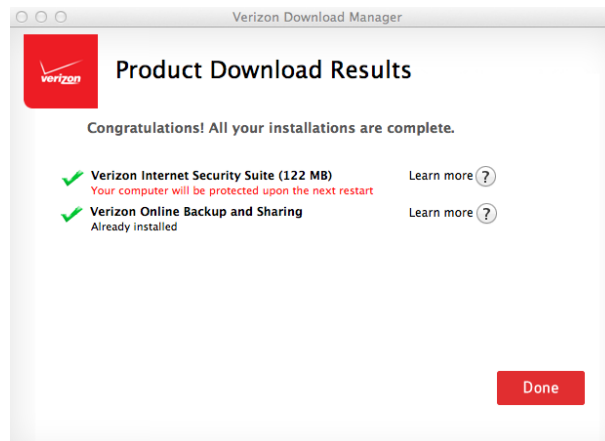 Verizon Download Manager
verizon
Product Download Results
Congratulations! All your installations are complete.
Verizon Internet Security Suite (122 MB) Learn more ?
Your computer will be protected upon the next restart
Verizon Online Backup and Sharing Learn more ?
Already installed
Done